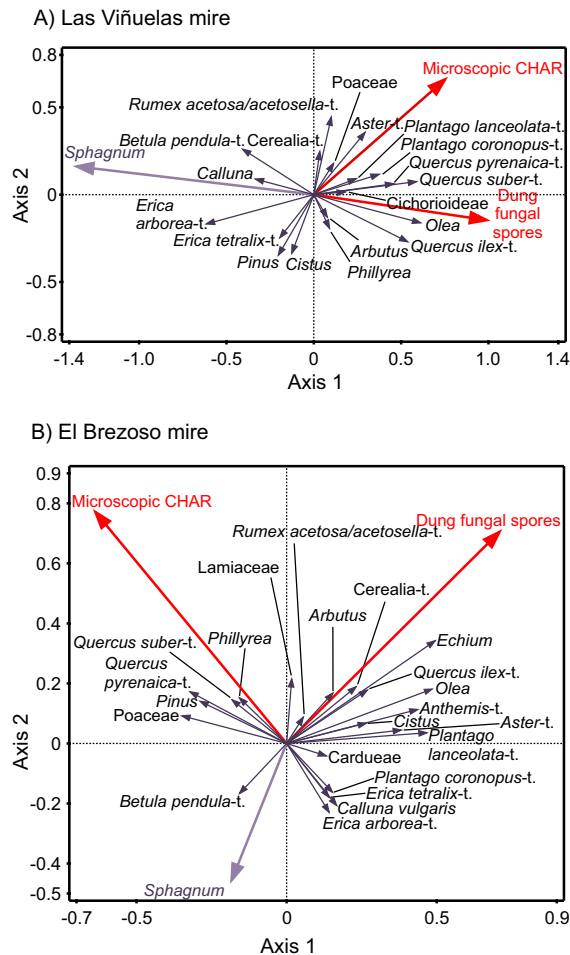 A) Las Viñuelas mire
0.8
Microscopic CHAR
Poaceae
0.5
Rumex acetosa/acetosella-t.
Aster-t.
Plantago lanceolata-t.
Betula pendula-t.
Cerealia-t.
Plantago coronopus-t.
Sphagnum
Quercus pyrenaica-t.
Calluna
Quercus suber-t.
Axis 2
0
Cichorioideae
Dung
fungal
spores
Erica
arborea-t.
Olea
Erica tetralix-t.
Arbutus
Quercus ilex-t.
Pinus
Cistus
Phillyrea
-0.5
-0.8
-1.4
-1.0
-0.5
0
0.5
1.0
1.4
Axis 1
B) El Brezoso mire
0.9
0.8
Microscopic CHAR
Rumex acetosa/acetosella-t.
Dung fungal spores
0.6
Lamiaceae
Cerealia-t.
Arbutus
0.4
Quercus suber-t.
Phillyrea
Echium
Quercus
pyrenaica-t.
Quercus ilex-t.
0.2
Pinus
Olea
Poaceae
Anthemis-t.
Cistus
Aster-t.
Axis 2
0
Plantago
lanceolata-t.
Cardueae
Plantago coronopus-t.
-0.2
Betula pendula-t.
Erica tetralix-t.
Calluna vulgaris
Erica arborea-t.
-0.4
Sphagnum
-0.5
-0.7
-0.5
0
0.5
0.9
Axis 1